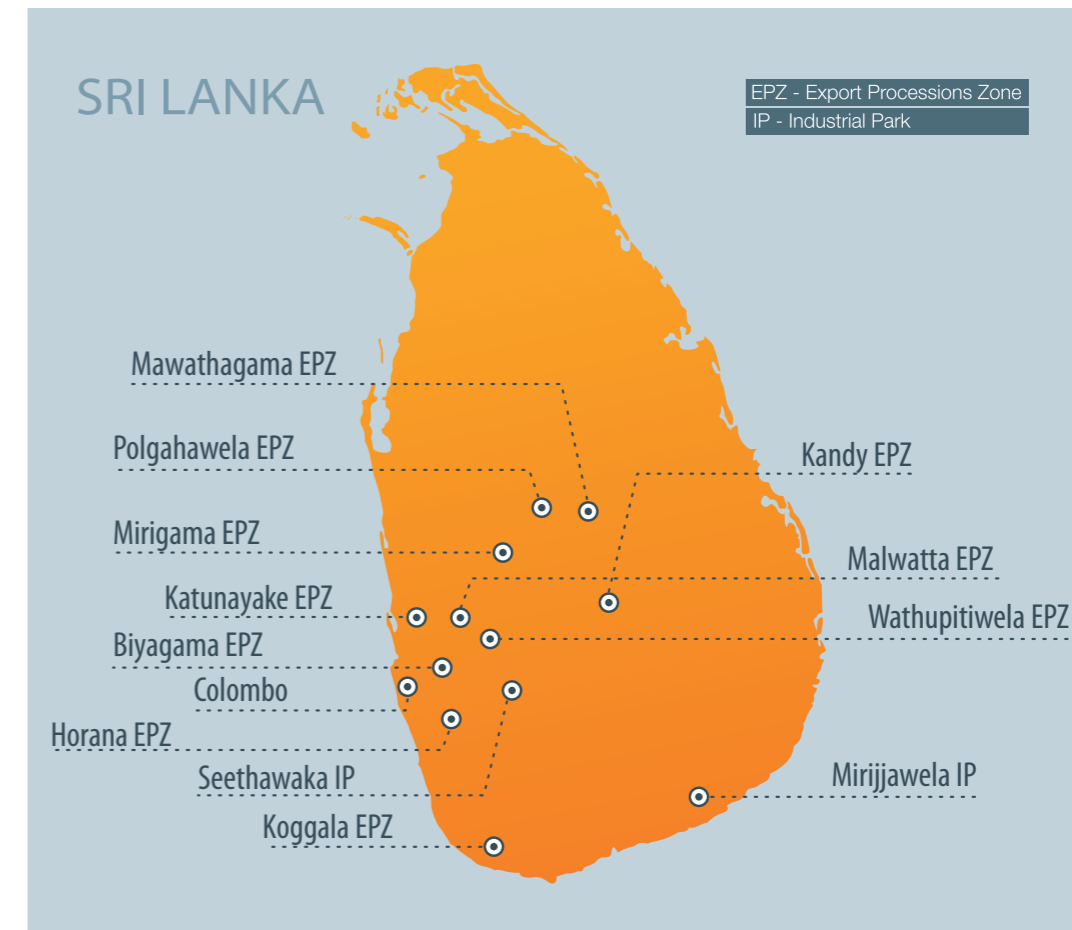 SRI LANKA
EPZ - Export Processions Zone
IP - Industrial Park
Mawathagama EPZ
Polgahawela EPZ
Kandy EPZ
Mirigama EPZ
Malwatta EPZ
Katunayake EPZ
Wathupitiwela EPZ
Biyagama EPZ
Colombo
Horana EPZ
Seethawaka IP
Mirijjawela IP
Koggala EPZ